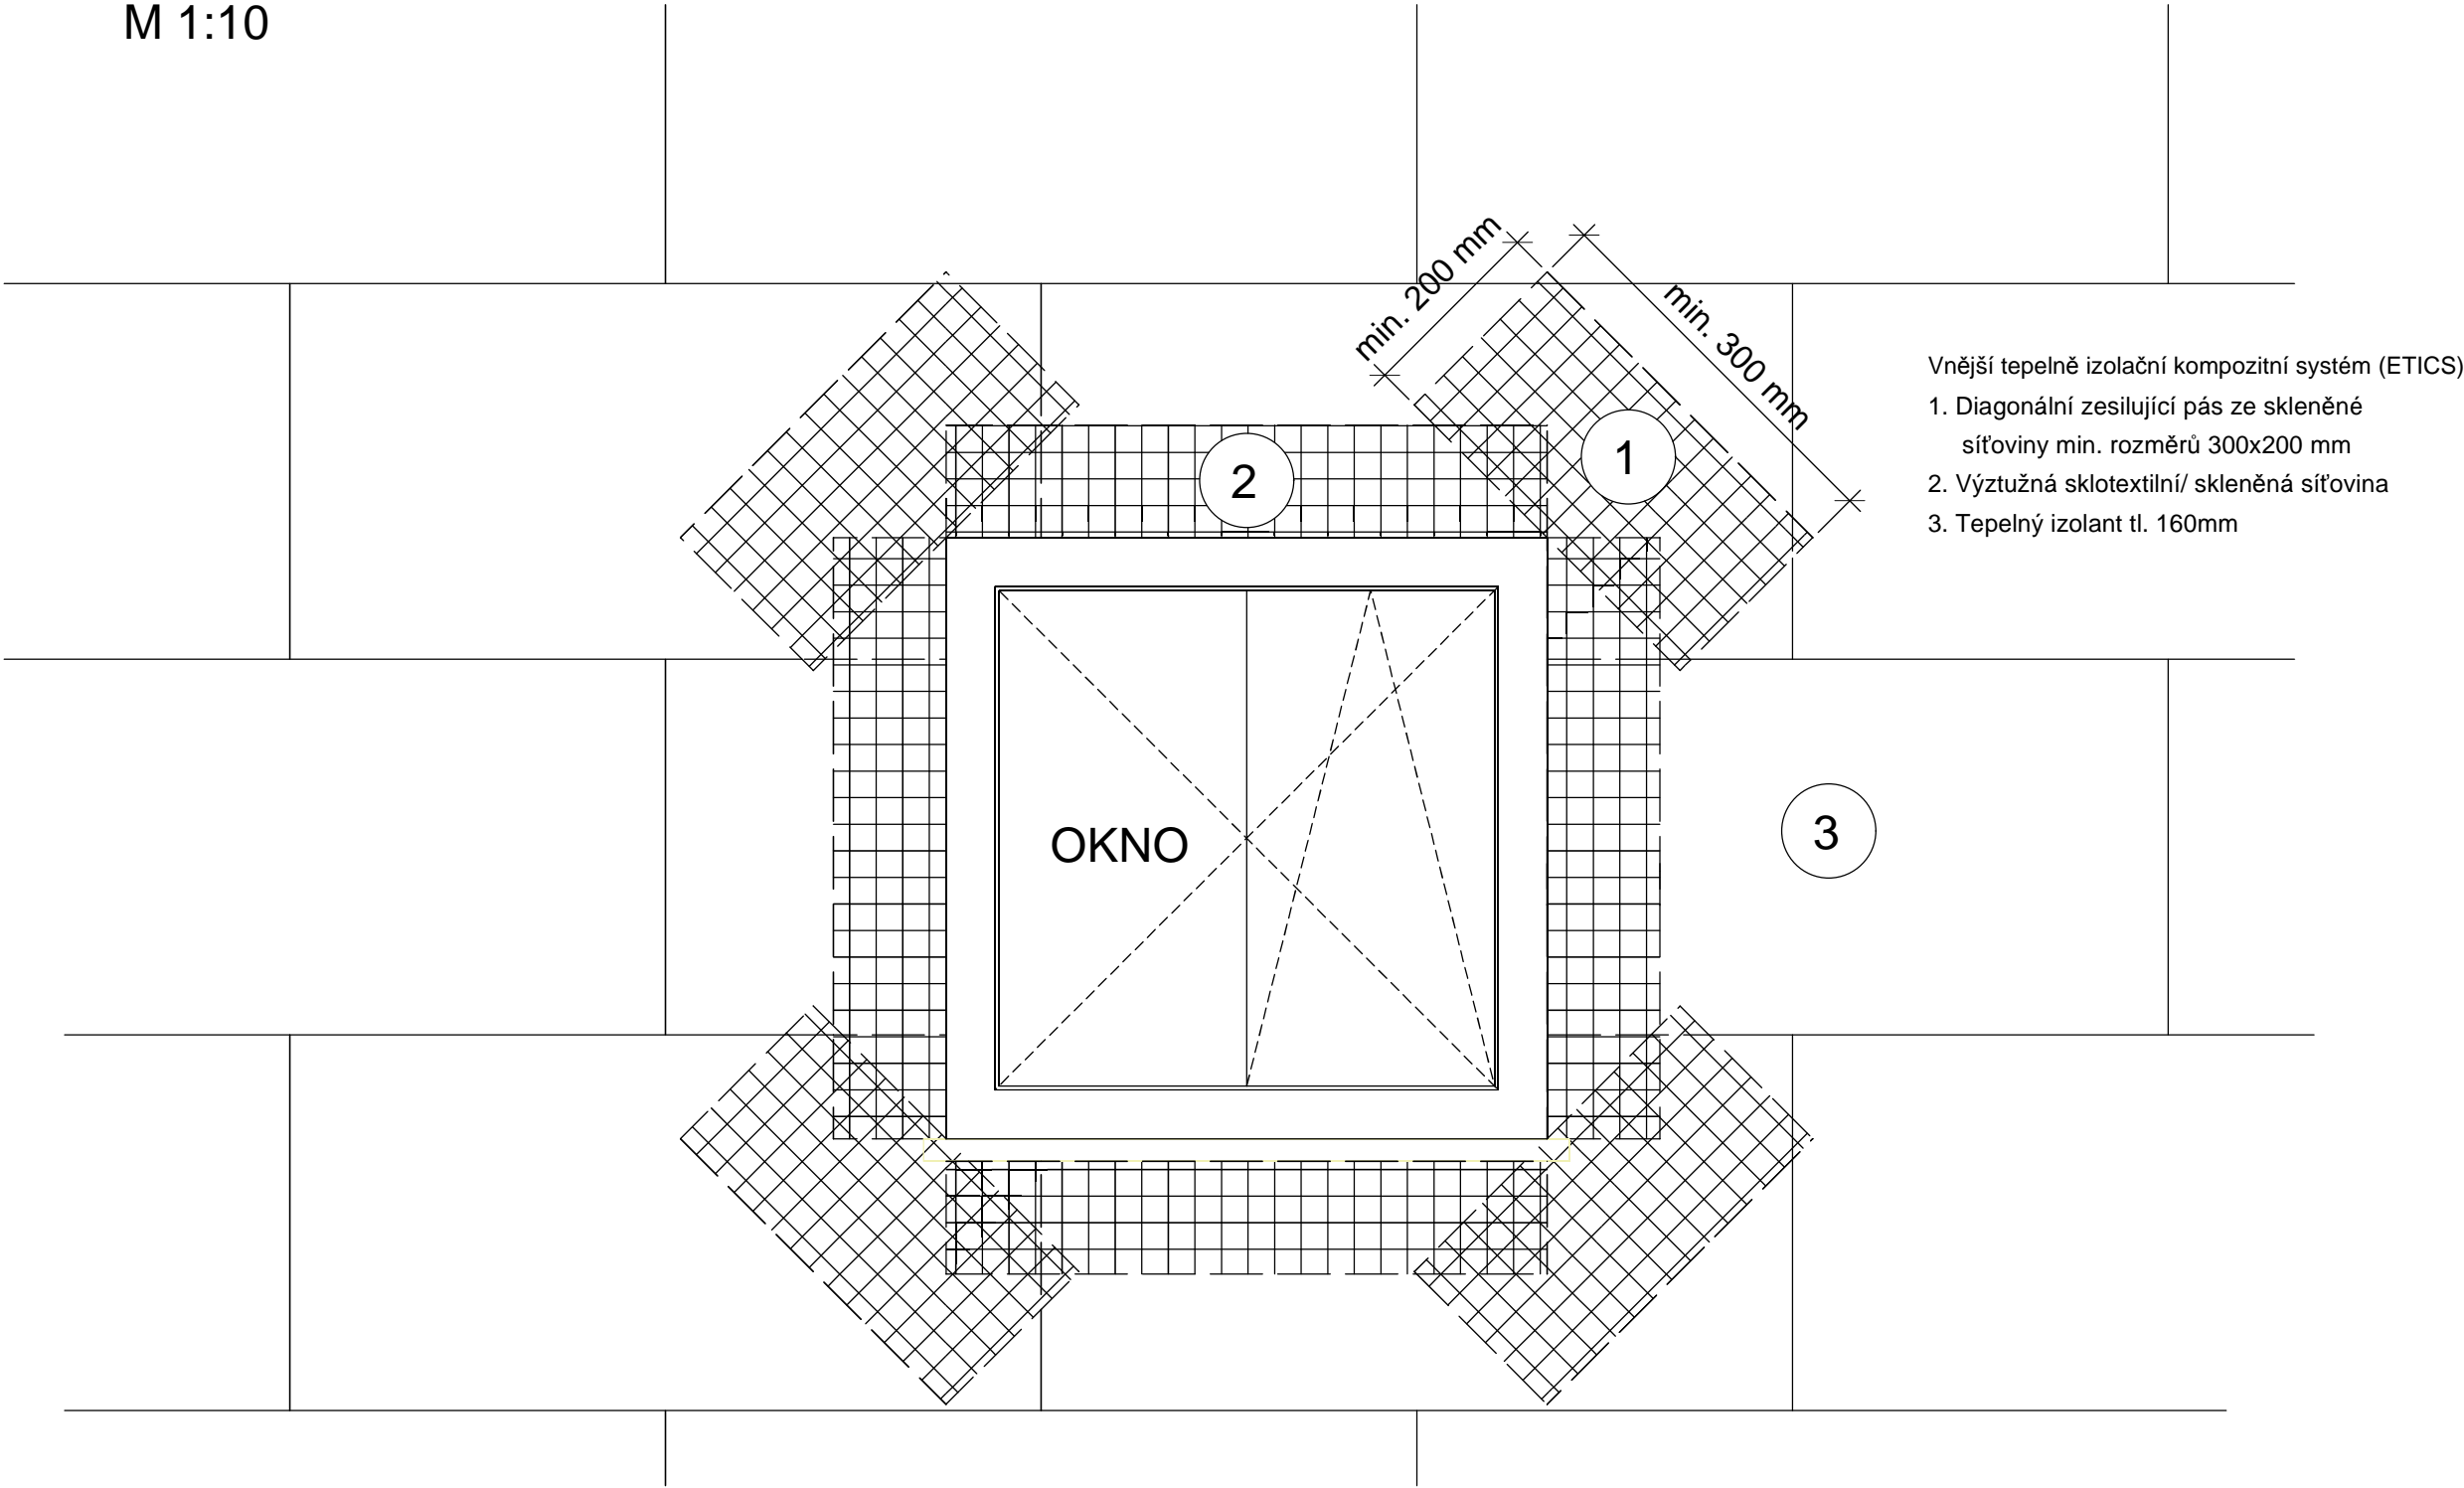 M 1:10
min. 200 mm
min. 300 mm
Vnější tepelně izolační kompozitní systém (ETICS)
1. Diagonální zesilující pás ze skleněné
síťoviny min. rozměrů 300x200 mm
2. Výztužná sklotextilní/ skleněná síťovina
3. Tepelný izolant tl. 160mm
1
2
OKNO
3